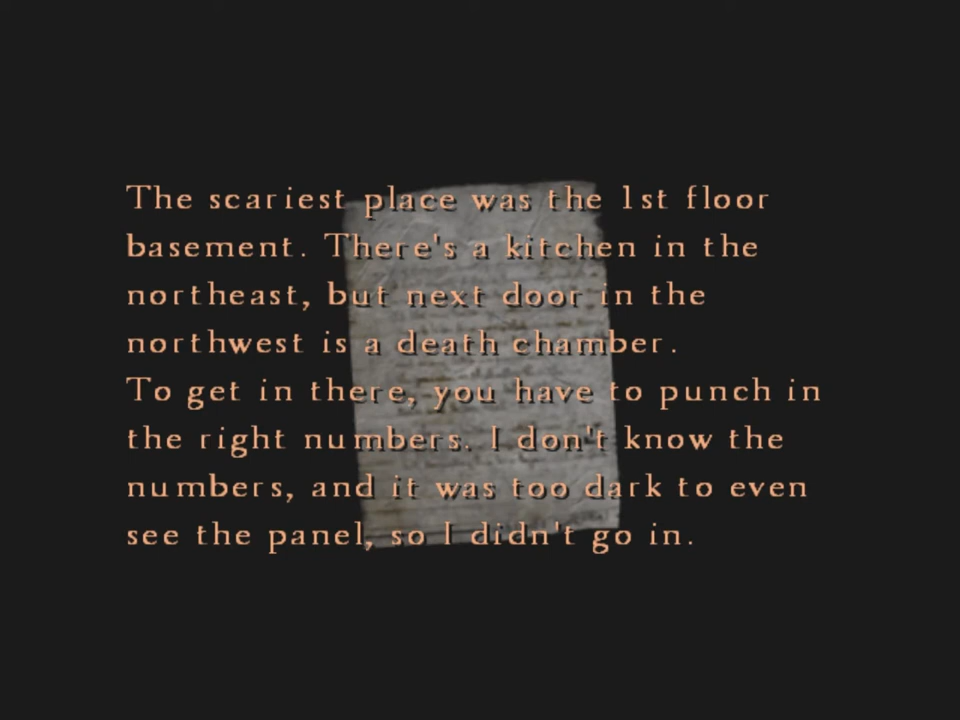 The scariest place was the 1st floor
basement. There's a kitchen in the
northeast, but next door in the
northwest is a death chamber.
To get in there, you have to punch in
the right numbers. I don't know the
numbers, and it was too dark to even
see the panel, so I didn't go in.